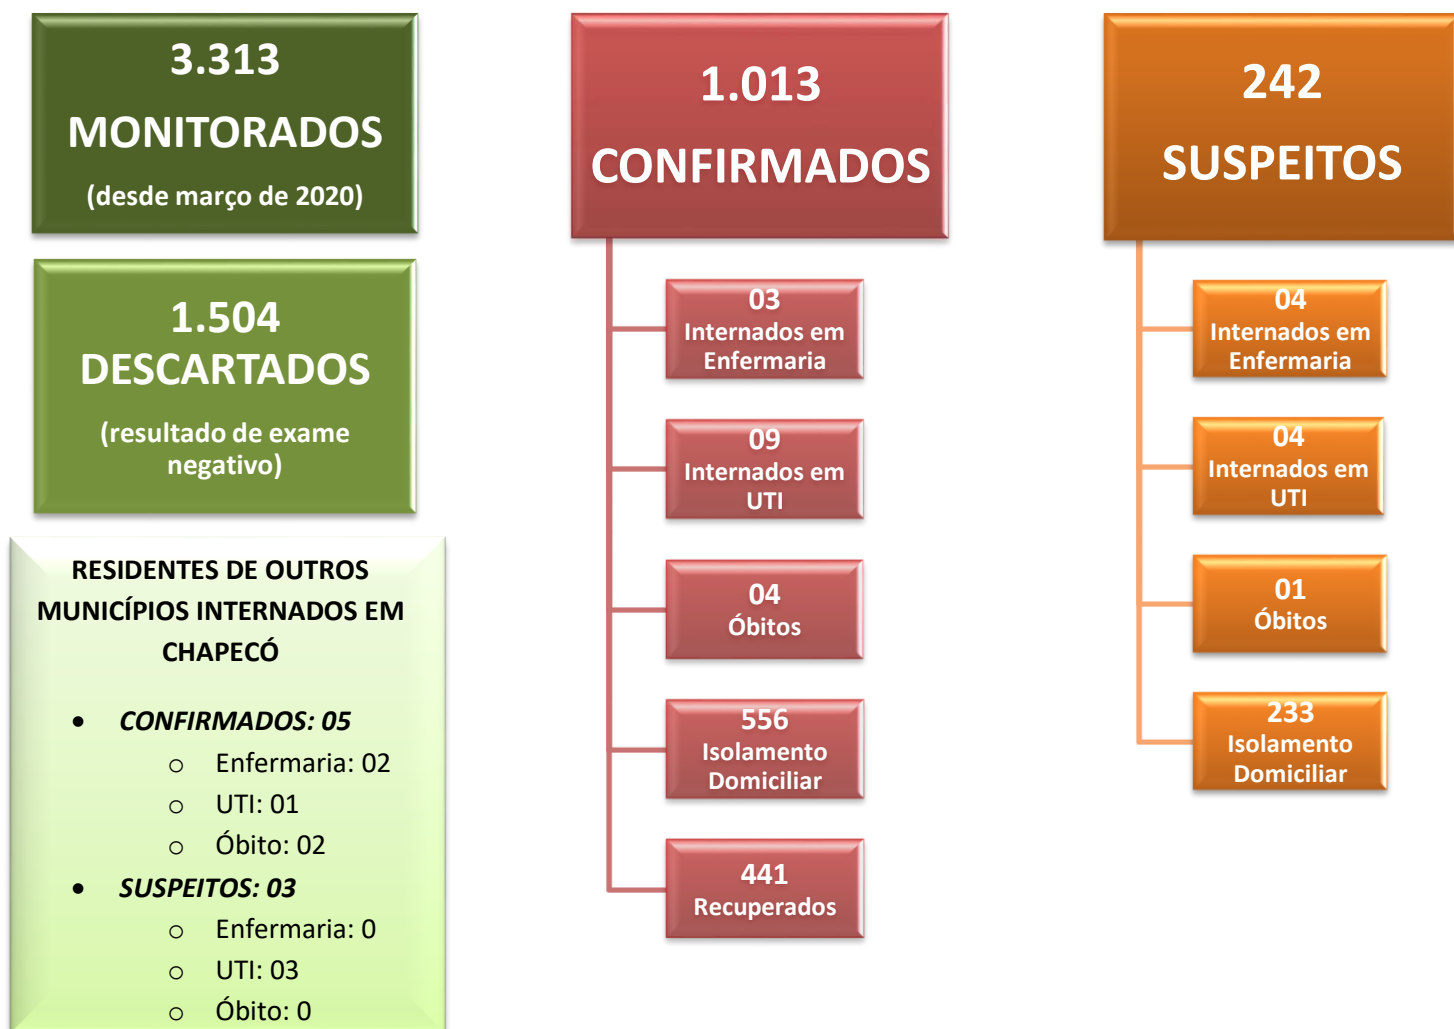 3.313
MONITORADOS
(desde março de 2020)
1.504
DESCARTADOS
(resultado de exame
negativo)
RESIDENTES DE OUTROS
MUNICÍPIOS INTERNADOS EM
CHAPECÓ
• CONFIRMADOS: 05
o Enfermaria: 02
o UTI: 01
o Óbito: 02
• SUSPEITOS: 03
o Enfermaria: 0
o UTI: 03
o Óbito: 0
1.013
CONFIRMADOS
03
Internados em
Enfermaria
09
Internados em
UTI
04
Óbitos
556
Isolamento
Domiciliar
441
Recuperados
242
SUSPEITOS
04
Internados em
Enfermaria
04
Internados em
UTI
01
Óbitos
233
Isolamento
Domiciliar